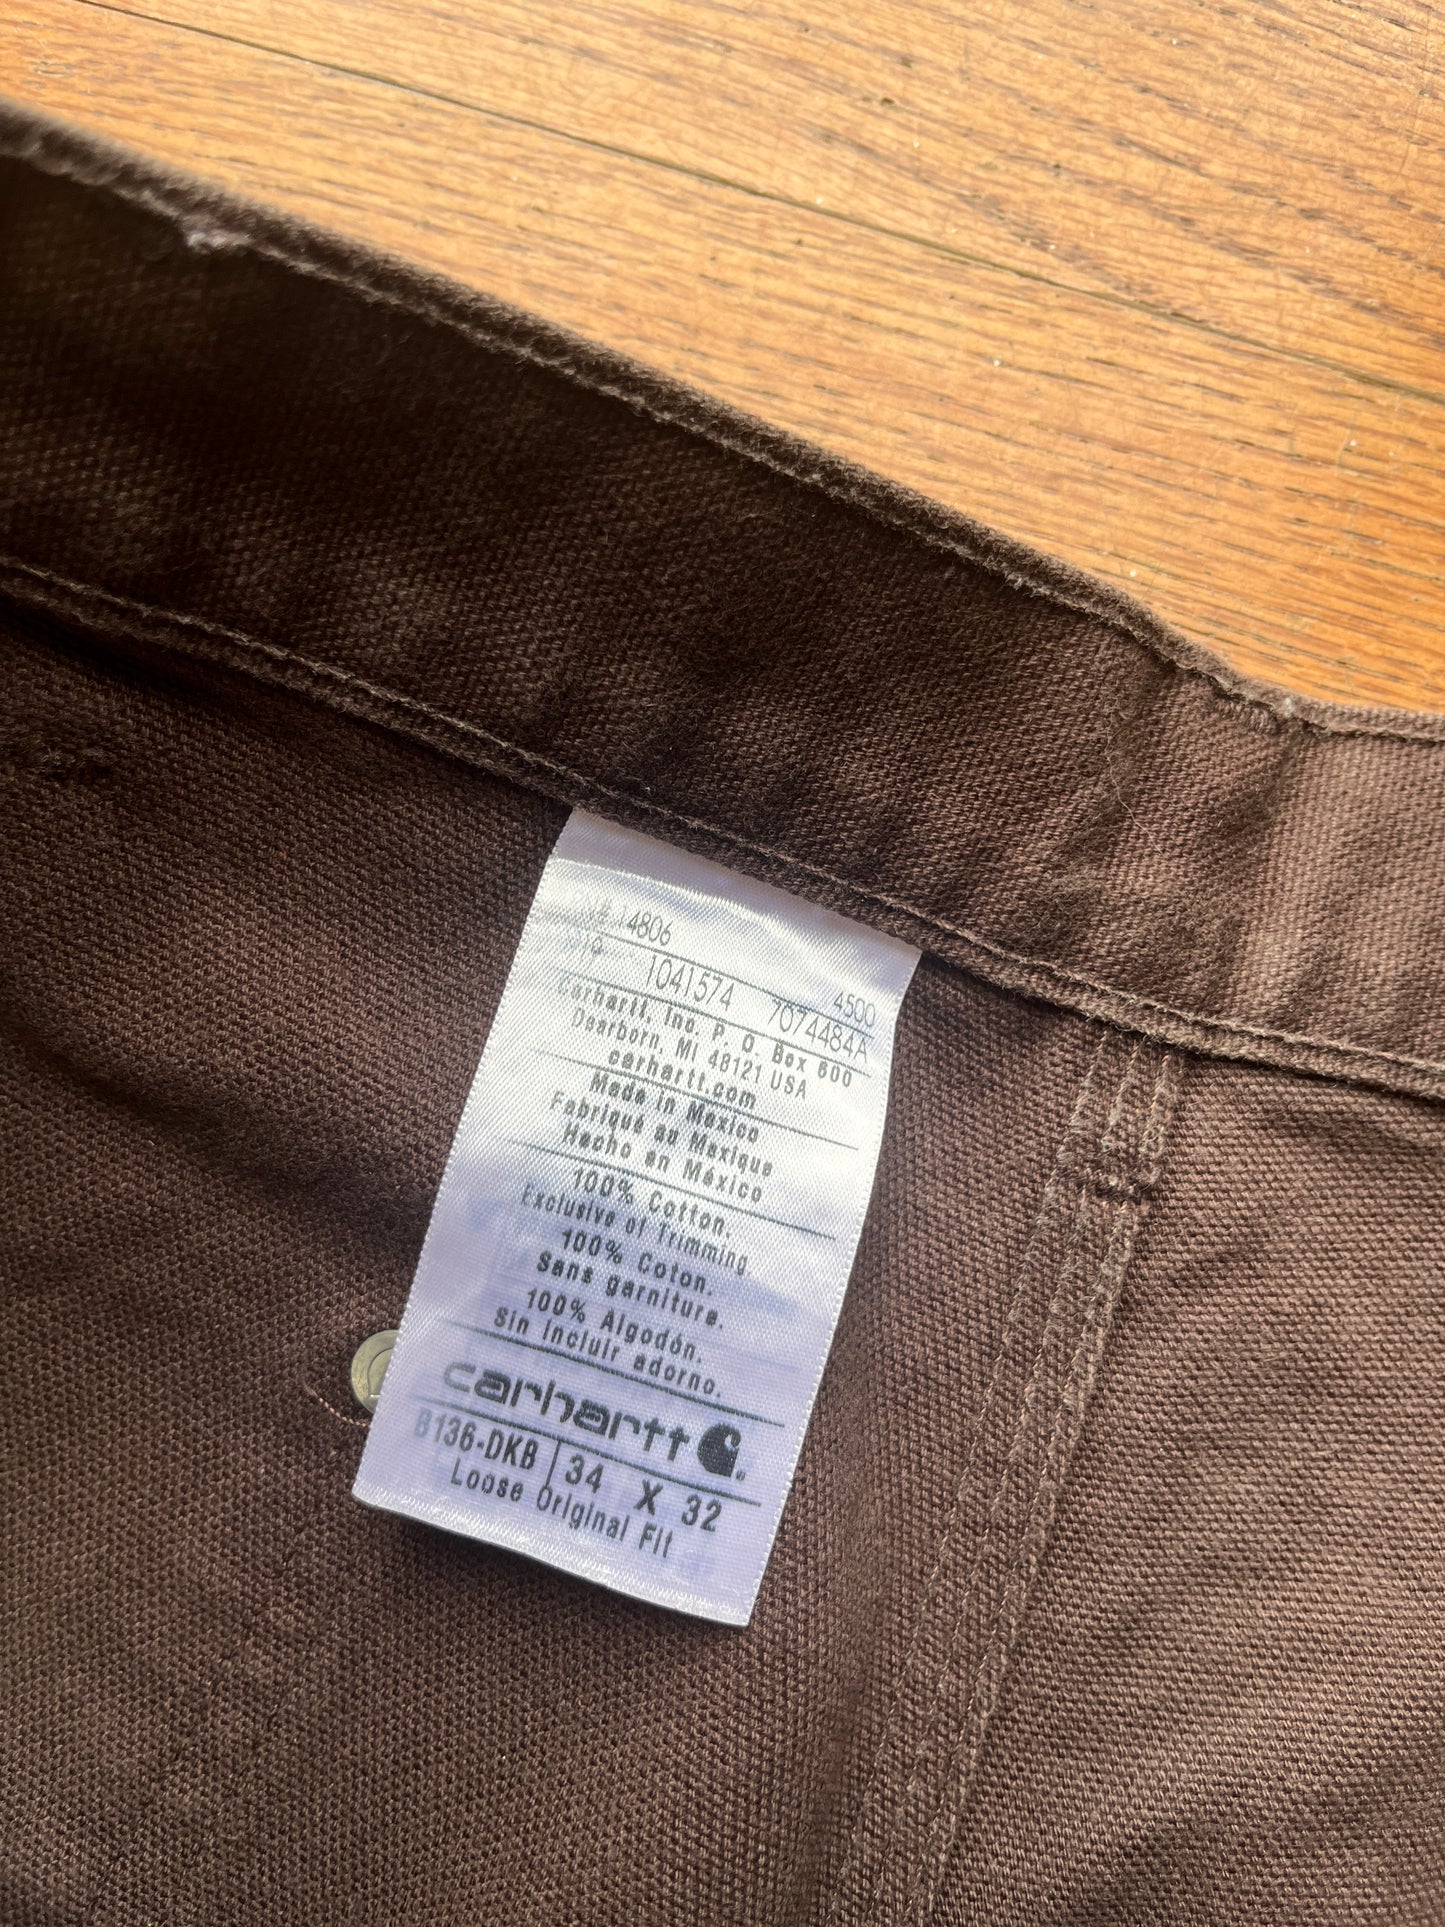 # 14806
4500
1041574 7074484A
Carhartt, Inc. P. O. Box 600
Dearborn, MI 48121 USA
carhartt.com
Made in Mexico
Fabriqué au Mexique
Hecho en México
100% Cotton.
Exclusive of Trimming.
100% Coton.
Sans garniture.
100% Algodón.
Sin incluir adorno.
carhartt
B136-DKB 34 X 32
Loose Original Fit